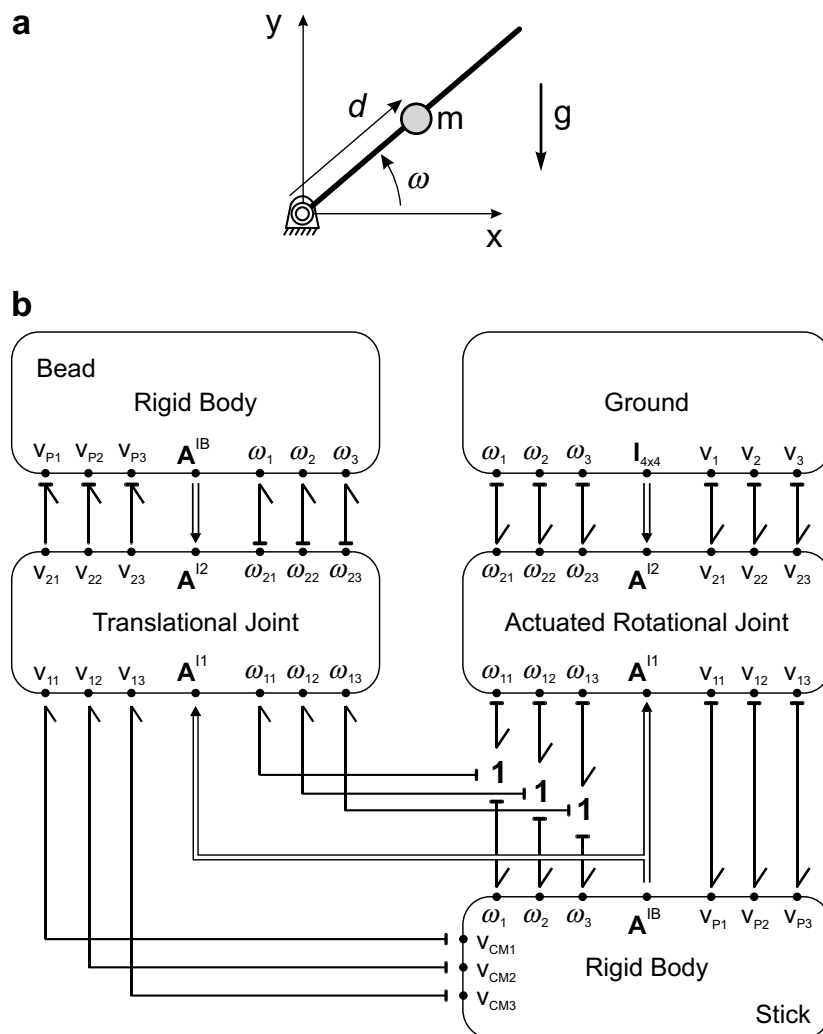 a
y
d
m
g
ω
x
b
Bead
Rigid Body
v_P1 v_P2 v_P3 A^IB ω_1 ω_2 ω_3
Ground
ω_1 ω_2 ω_3 I_4x4 v_1 v_2 v_3
v_21 v_22 v_23 A^I2 ω_21 ω_22 ω_23
Translational Joint
v_11 v_12 v_13 A^I1 ω_11 ω_12 ω_13
ω_21 ω_22 ω_23 A^I2 v_21 v_22 v_23
Actuated Rotational Joint
ω_11 ω_12 ω_13 A^I1 v_11 v_12 v_13
1
1
1
ω_1 ω_2 ω_3 A^IB v_P1 v_P2 v_P3
v_CM1
v_CM2
v_CM3
Rigid Body
Stick